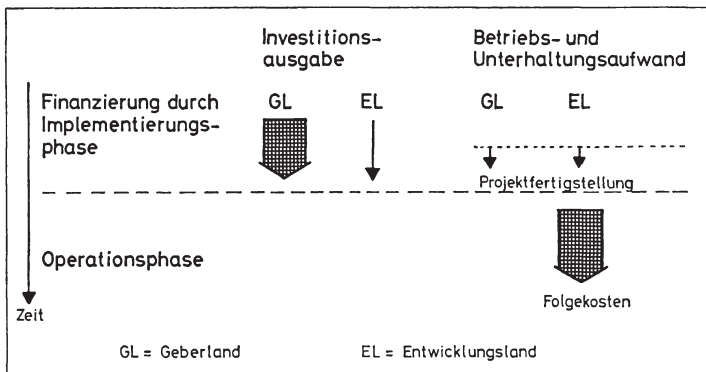 Investitions-
ausgabe
Betriebs- und
Unterhaltungsaufwand
Finanzierung durch
Implementierungs-
phase
GL
EL
GL
EL
Projektfertigstellung
Operationsphase
Folgekosten
Zeit
GL = Geberland
EL = Entwicklungsland